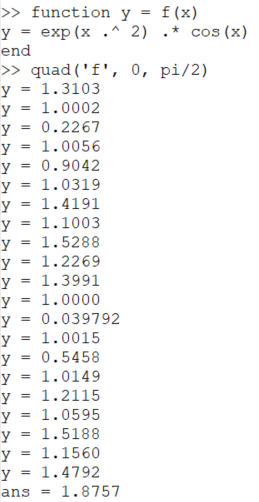 >> function y = f(x)
y = exp(x .^ 2) .* cos(x)
end
>> quad('f', 0, pi/2)
y = 1.3103
y = 1.0002
y = 0.2267
y = 1.0056
y = 0.9042
y = 1.0319
y = 1.4191
y = 1.1003
y = 1.5288
y = 1.2269
y = 1.3991
y = 1.0000
y = 0.039792
y = 1.0015
y = 0.5458
y = 1.0149
y = 1.2115
y = 1.0595
y = 1.5188
y = 1.1560
y = 1.4792
ans = 1.8757